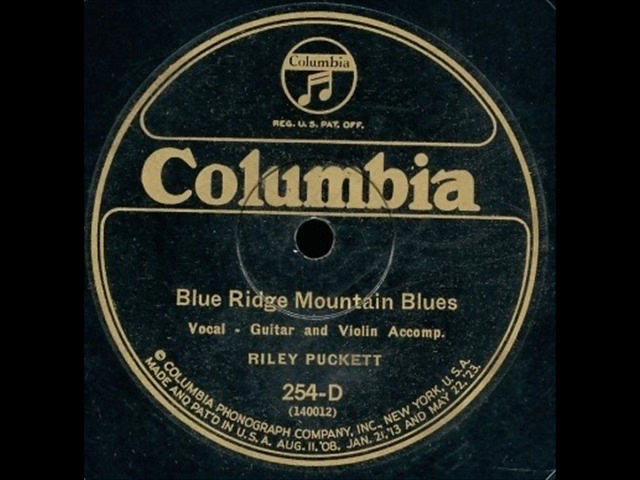 Columbia
REG. U.S. PAT. OFF.
Columbia
Blue Ridge Mountain Blues
Vocal - Guitar and Violin Accomp.
RILEY PUCKETT
254-D
(140012)
© COLUMBIA PHONOGRAPH COMPANY, INC., NEW YORK, U.S.A.
MADE AND PAT'D IN U.S.A. AUG. 11, '08, JAN. 21, '13 AND MAY 22, '23.